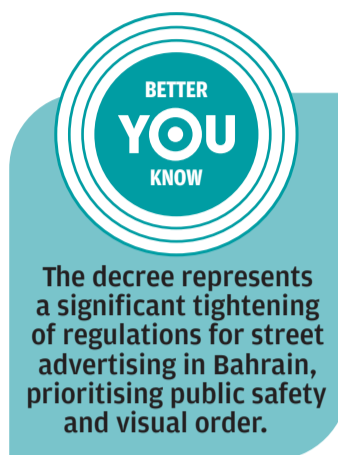 BETTER
YOU
KNOW
The decree represents
a significant tightening
of regulations for street
advertising in Bahrain,
prioritising public safety
and visual order.